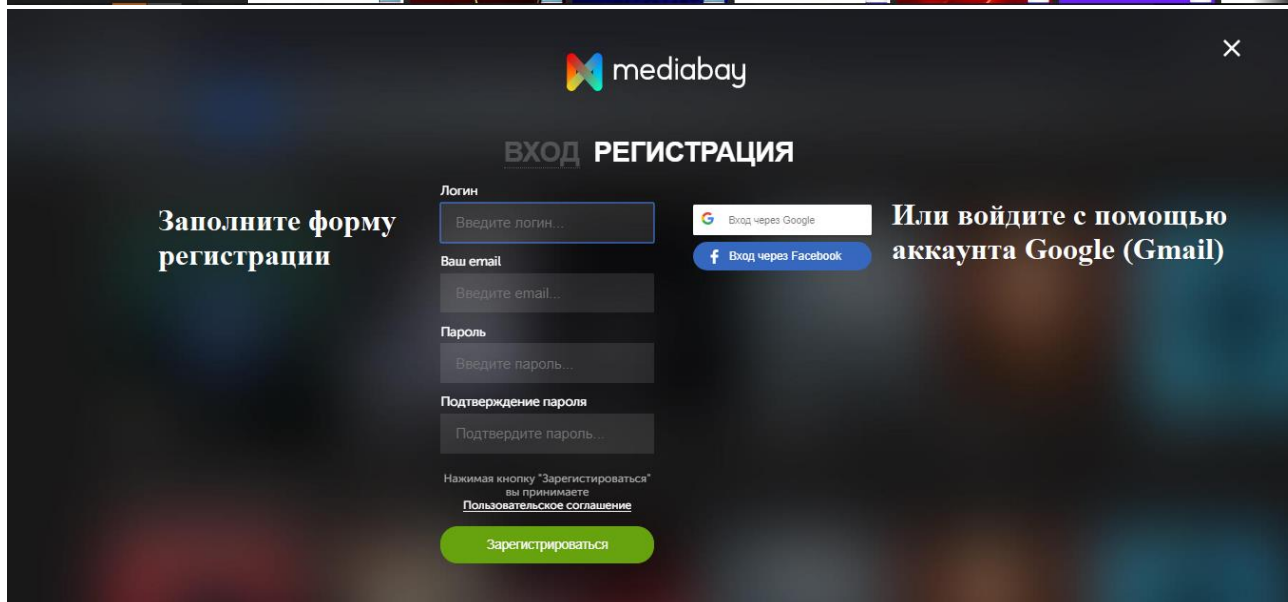 mediabay
ВХОД РЕГИСТРАЦИЯ
Заполните форму
регистрации
Логин
Введите логин...
Ваш email
Введите email...
Пароль
Введите пароль...
Подтверждение пароля
Подтвердите пароль...
Нажимая кнопку "Зарегистироваться"
вы принимаете
Пользовательское соглашение
Зарегистрироваться
Вход через Google
Вход через Facebook
Или войдите с помощью
аккаунта Google (Gmail)